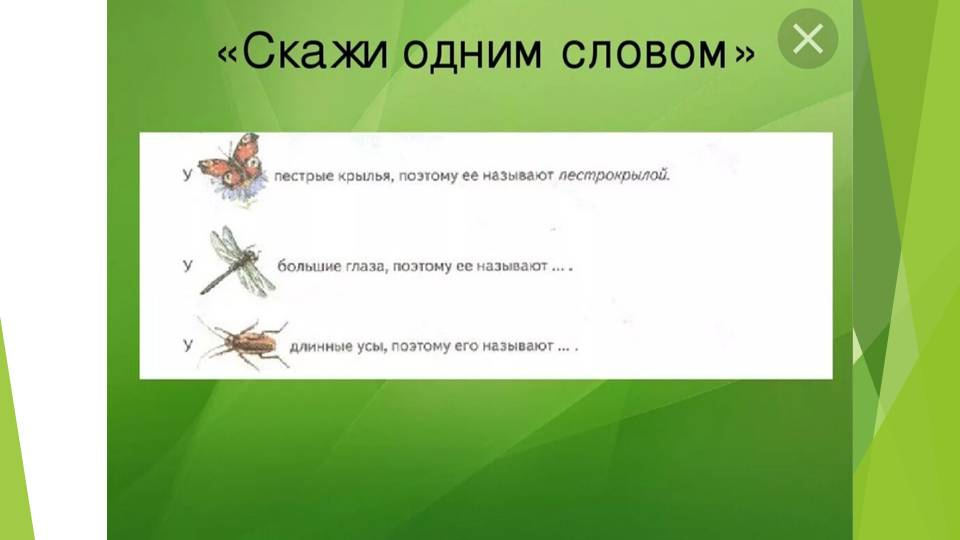 «Скажи одним словом»
У пестрые крылья, поэтому ее называют пестрокрылой.
У большие глаза, поэтому ее называют ... .
У длинные усы, поэтому его называют ... .